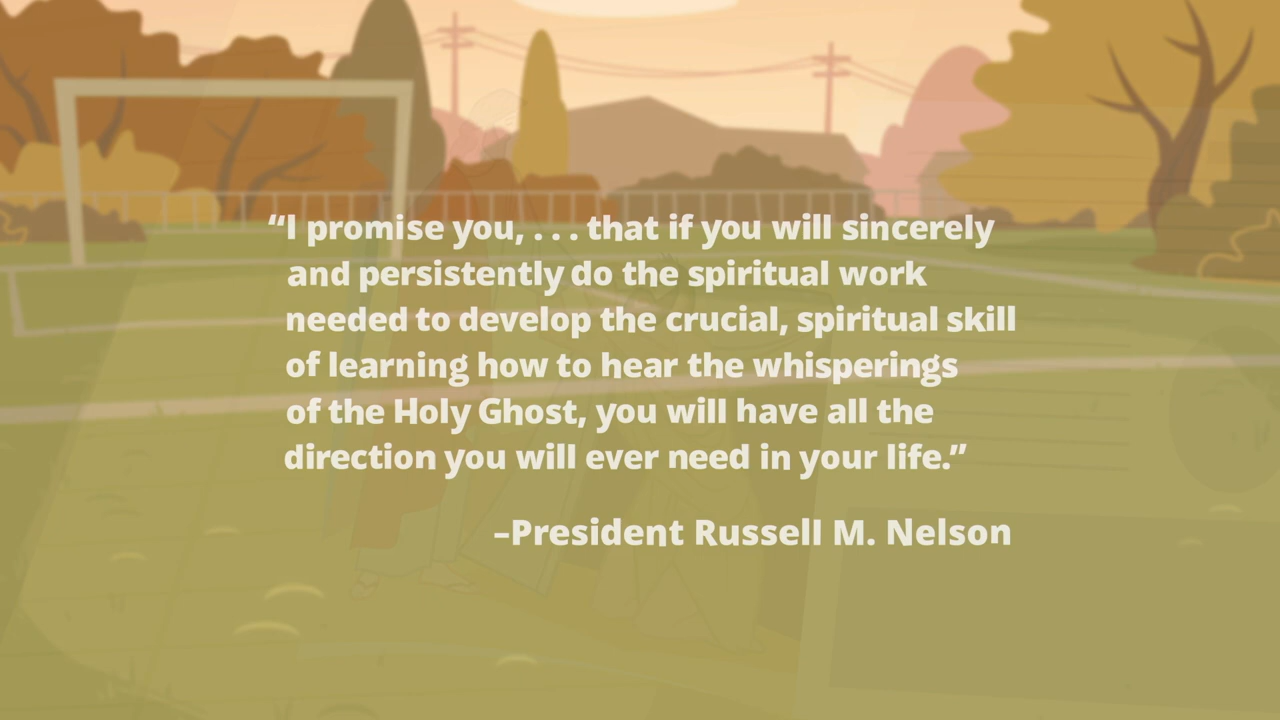 “I promise you, . . . that if you will sincerely
and persistently do the spiritual work
needed to develop the crucial, spiritual skill
of learning how to hear the whisperings
of the Holy Ghost, you will have all the
direction you will ever need in your life.”
–President Russell M. Nelson